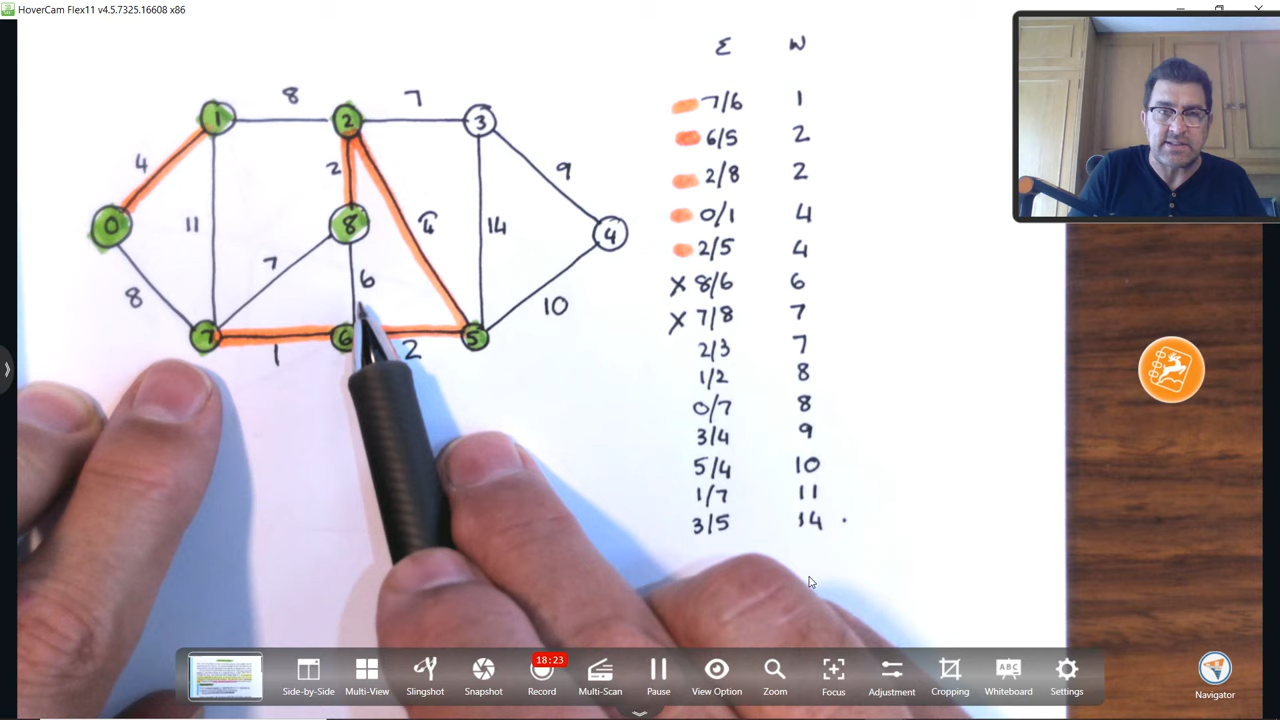 HoverCam Flex11 v4.5.7325.16608 x86
E W
7/6 1
6/5 2
2/8 2
0/1 4
2/5 4
x 8/6 6
x 7/8 7
2/3 7
1/2 8
0/7 8
3/4 9
5/4 10
1/7 11
3/5 14 .
8 7
1 2 3
4 2 9
0 11 8 4 14 4
7 6
8 10
7 6 5
1 2
18:23
Side-by-Side Multi-View Slingshot Snapshot Record Multi-Scan Pause View Option Zoom Focus Adjustment Cropping Whiteboard Settings
ABC
Navigator